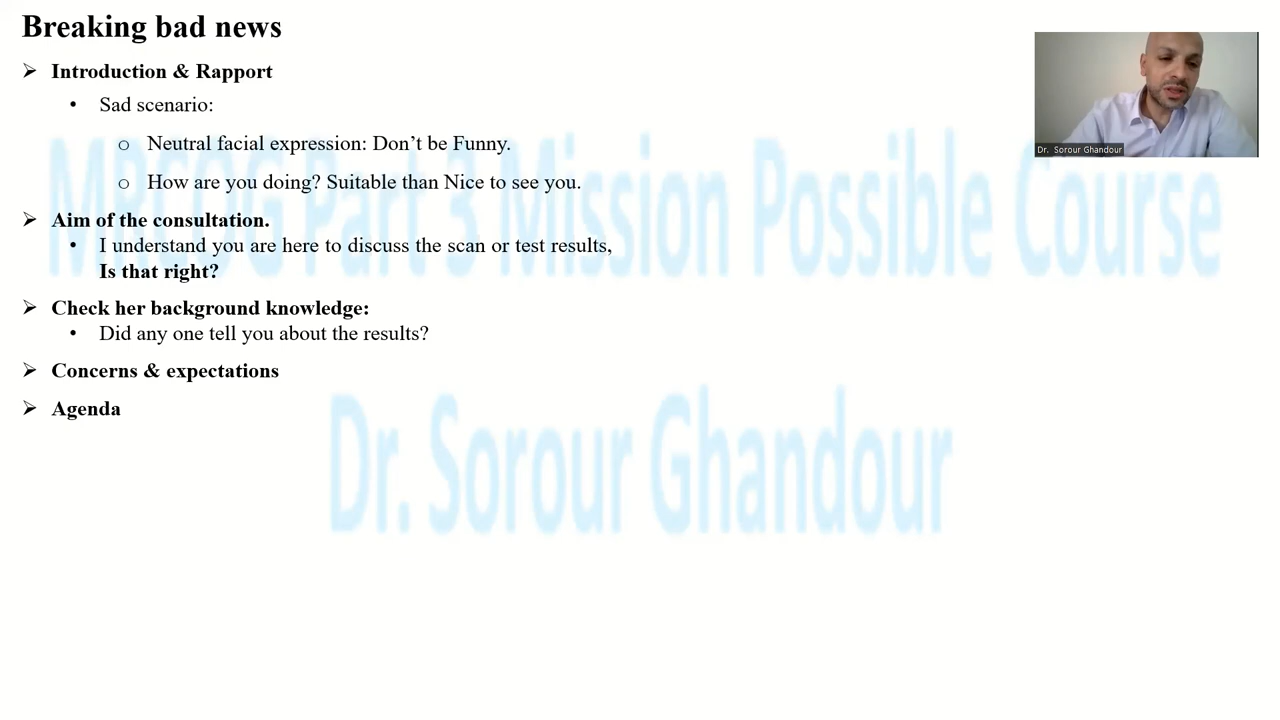 Breaking bad news
➢ Introduction & Rapport
• Sad scenario:
o Neutral facial expression: Don’t be Funny.
o How are you doing? Suitable than Nice to see you.
➢ Aim of the consultation.
• I understand you are here to discuss the scan or test results,
Is that right?
➢ Check her background knowledge:
• Did any one tell you about the results?
➢ Concerns & expectations
➢ Agenda
MRCOG Part 3 Mission Possible Course
Dr. Sorour Ghandour
Dr. Sorour Ghandour